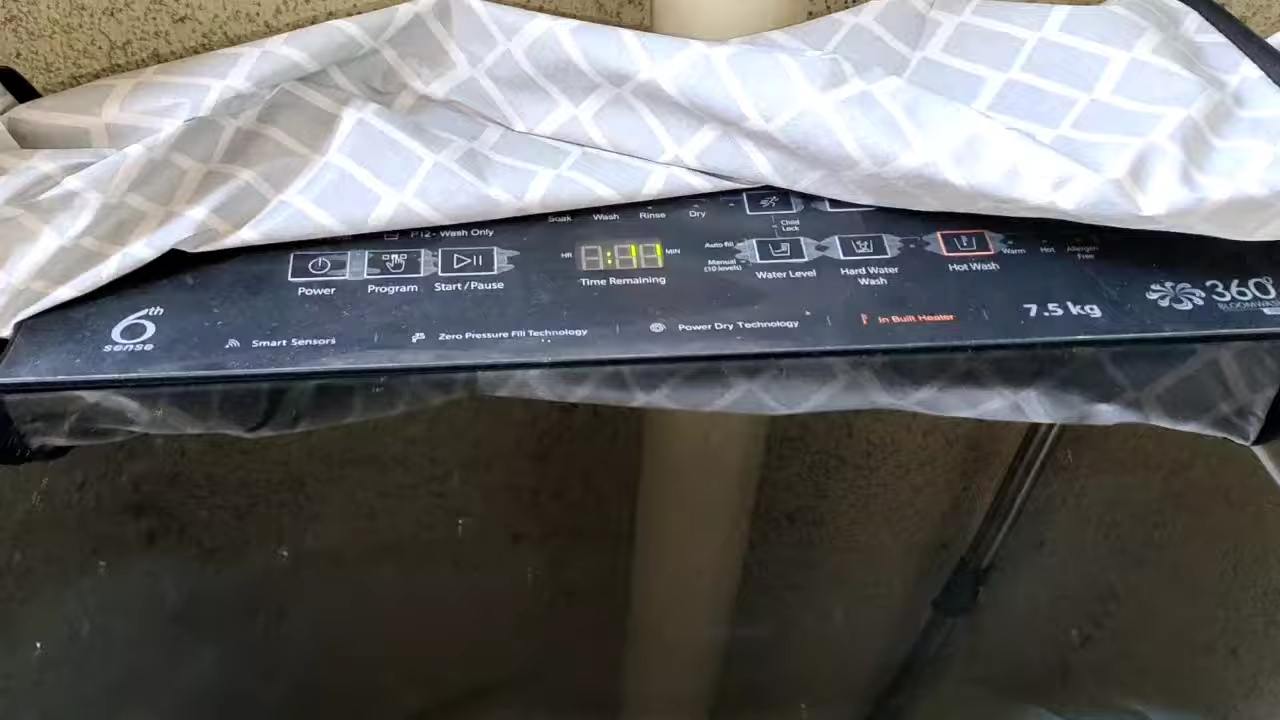 Soak Wash Rinse Dry
Child
Lock
P12- Wash Only
HR :11 MIN
Auto fill
Manual
(10 levels)
Power
Program
Start/Pause
Time Remaining
Water Level
Hard Water
Wash
Hot Wash
Warm
Hot
Allergen
Free
6th
sense
Smart Sensors
Zero Pressure Fill Technology
Power Dry Technology
In Built Heater
7.5 kg
360°